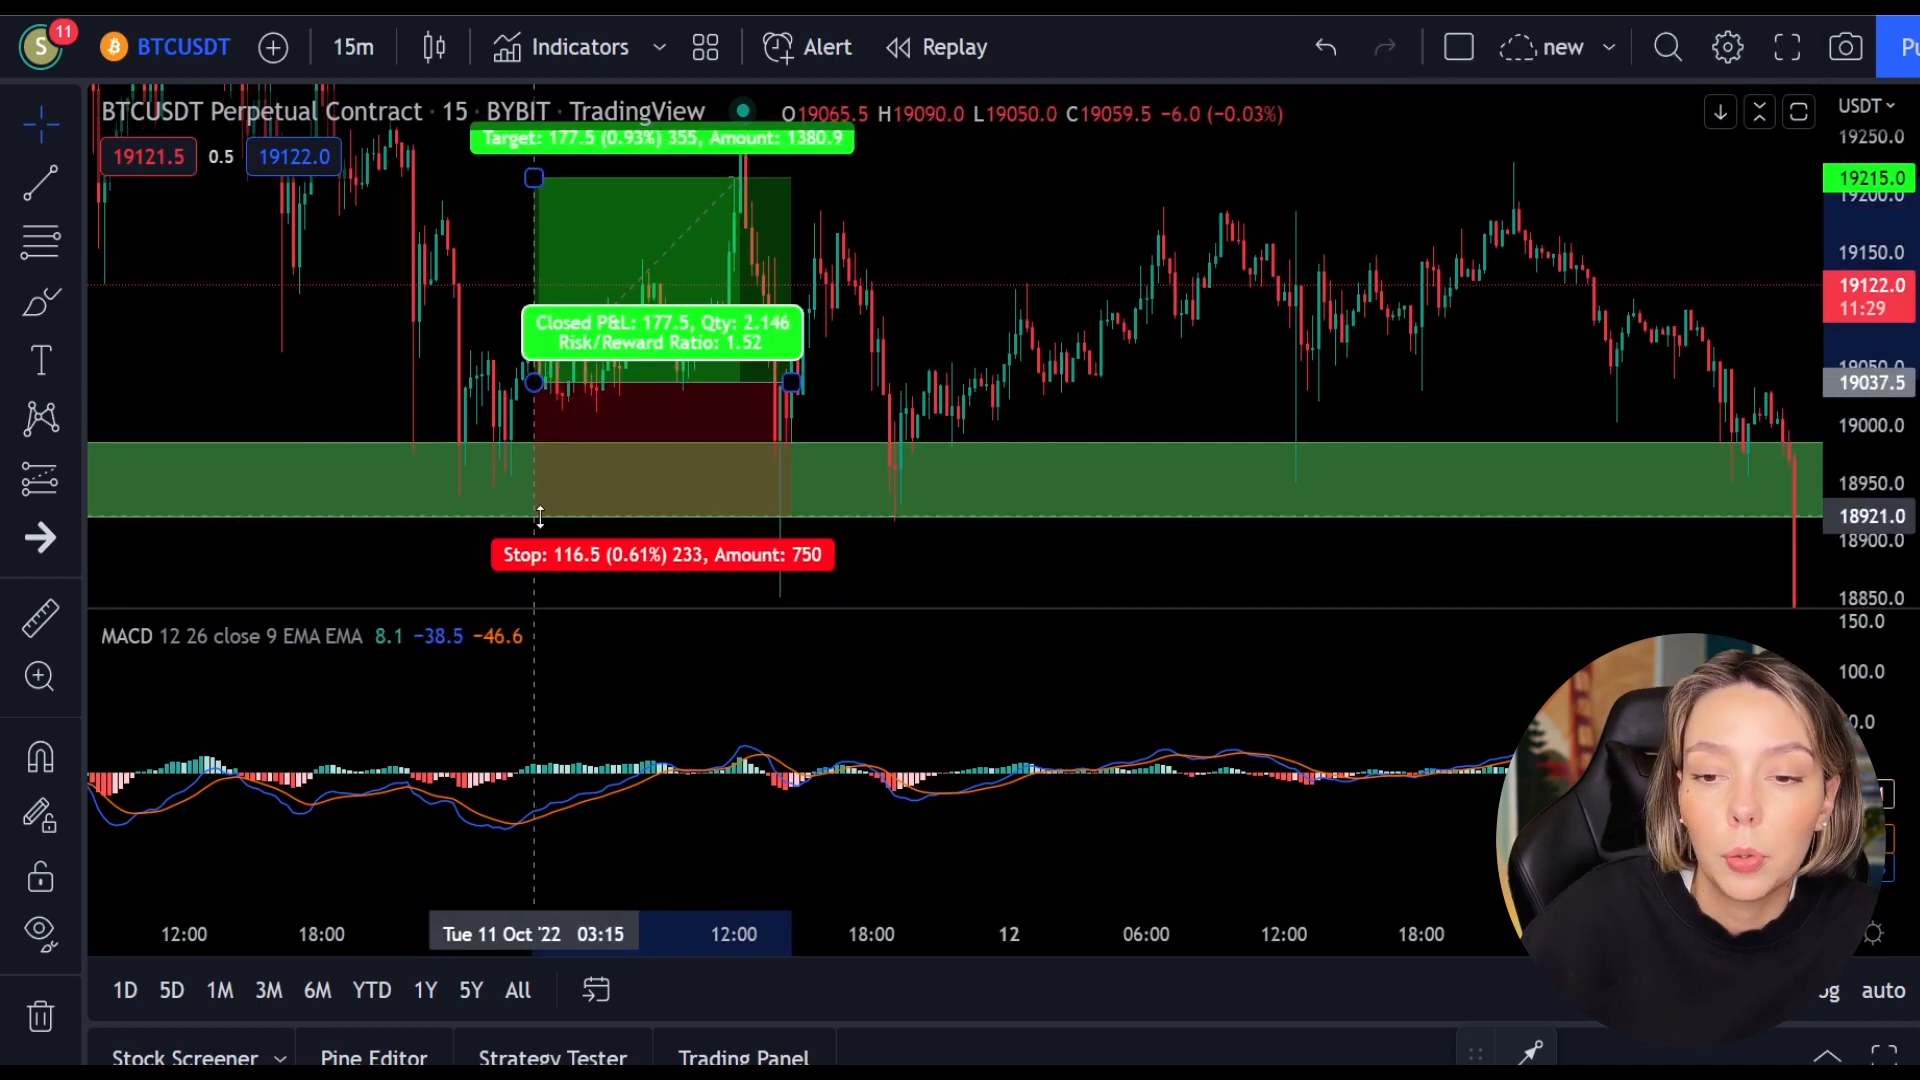 S 11 BTCUSDT 15m Indicators Alert Replay new Pu
BTCUSDT Perpetual Contract · 15 · BYBIT · TradingView O19065.5 H19090.0 L19050.0 C19059.5 −6.0 (−0.03%)
19121.5 0.5 19122.0
Target: 177.5 (0.93%) 355, Amount: 1380.9
Closed P&L: 177.5, Qty: 2.146
Risk/Reward Ratio: 1.52
Stop: 116.5 (0.61%) 233, Amount: 750
USDT
19250.0
19215.0
19200.0
19150.0
19122.0
11:29
19050.0
19037.5
19000.0
18950.0
18921.0
18900.0
18850.0
MACD 12 26 close 9 EMA EMA 8.1 −38.5 −46.6
150.0
100.0
12:00 18:00 Tue 11 Oct '22 03:15 12:00 18:00 12 06:00 12:00 18:00
1D 5D 1M 3M 6M YTD 1Y 5Y All auto
Stock Screener Pine Editor Strategy Tester Trading Panel